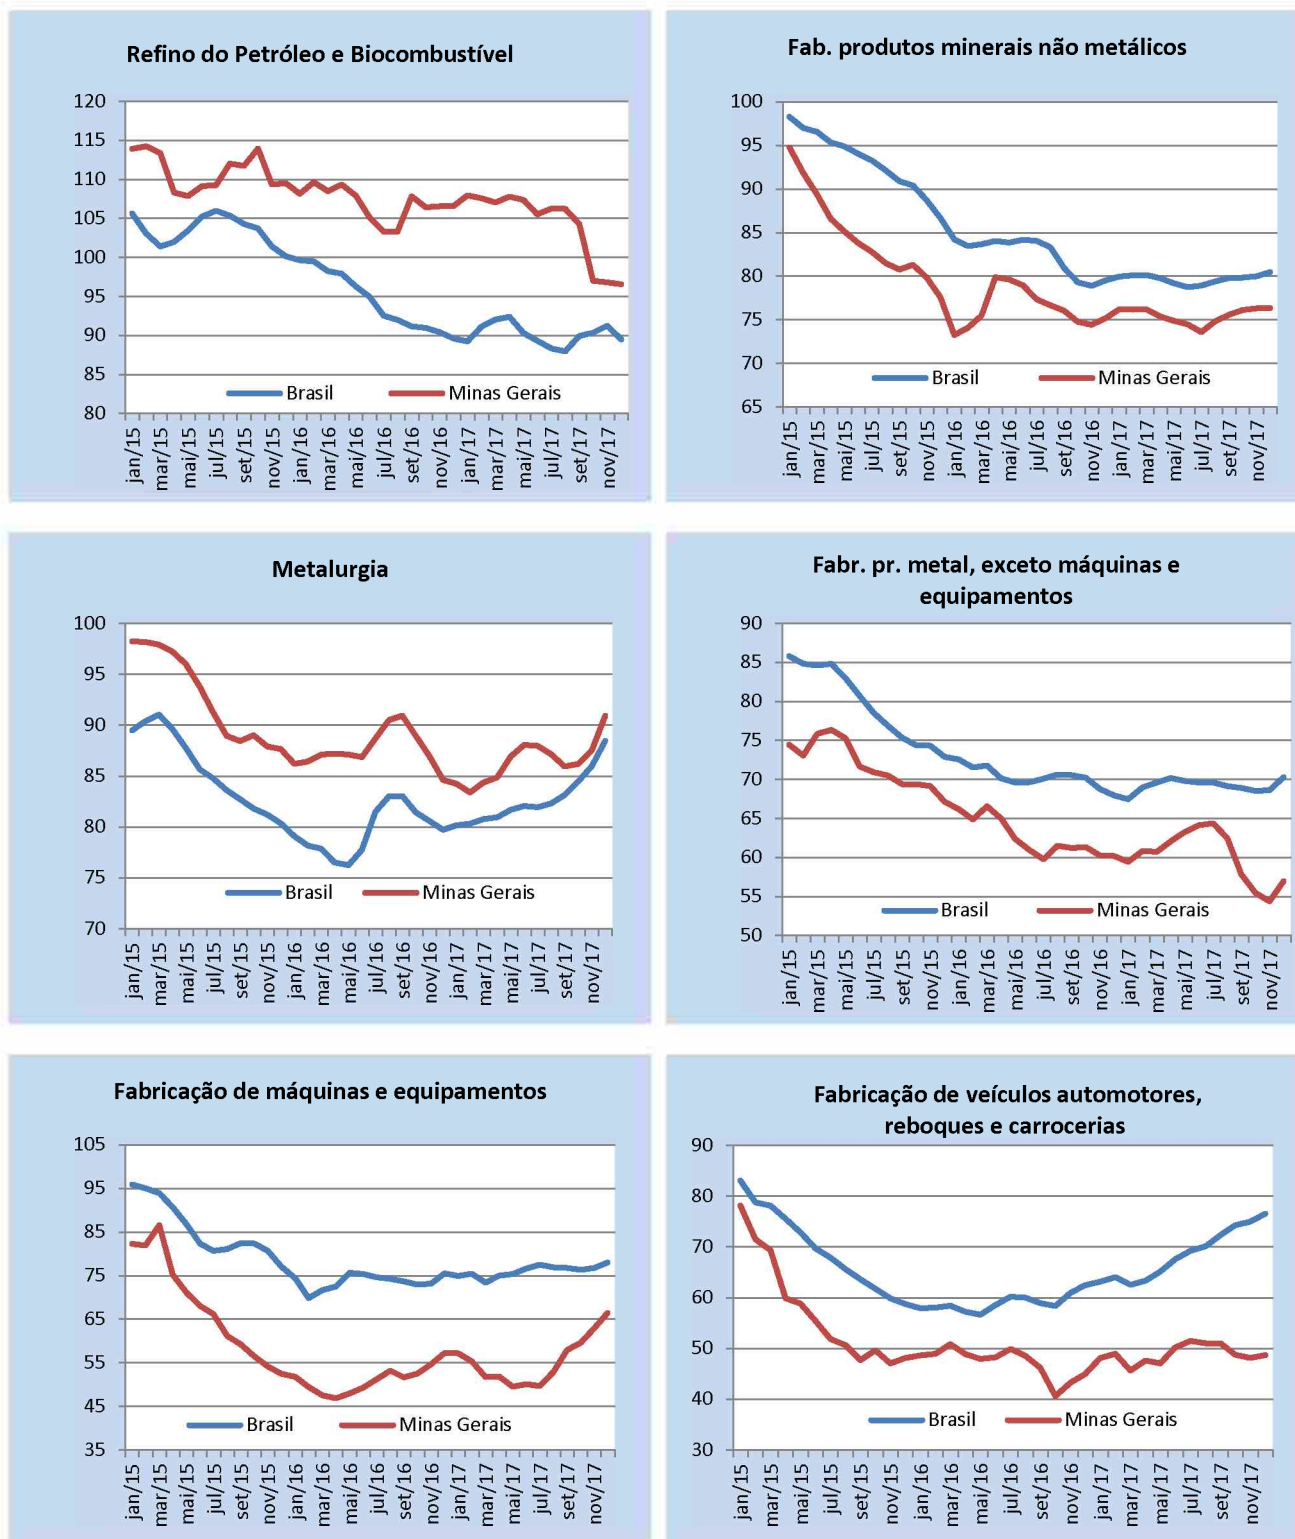 Refino do Petróleo e Biocombustível
120
115
110
105
100
95
90
85
80
Brasil
Minas Gerais
jan/15
mar/15
mai/15
jul/15
set/15
nov/15
jan/16
mar/16
mai/16
jul/16
set/16
nov/16
jan/17
mar/17
mai/17
jul/17
set/17
nov/17
Fab. produtos minerais não metálicos
100
95
90
85
80
75
70
65
Brasil
Minas Gerais
jan/15
mar/15
mai/15
jul/15
set/15
nov/15
jan/16
mar/16
mai/16
jul/16
set/16
nov/16
jan/17
mar/17
mai/17
jul/17
set/17
nov/17
Metalurgia
100
95
90
85
80
75
70
Brasil
Minas Gerais
jan/15
mar/15
mai/15
jul/15
set/15
nov/15
jan/16
mar/16
mai/16
jul/16
set/16
nov/16
jan/17
mar/17
mai/17
jul/17
set/17
nov/17
Fabr. pr. metal, exceto máquinas e
equipamentos
90
85
80
75
70
65
60
55
50
Brasil
Minas Gerais
jan/15
mar/15
mai/15
jul/15
set/15
nov/15
jan/16
mar/16
mai/16
jul/16
set/16
nov/16
jan/17
mar/17
mai/17
jul/17
set/17
nov/17
Fabricação de máquinas e equipamentos
105
95
85
75
65
55
45
35
Brasil
Minas Gerais
jan/15
mar/15
mai/15
jul/15
set/15
nov/15
jan/16
mar/16
mai/16
jul/16
set/16
nov/16
jan/17
mar/17
mai/17
jul/17
set/17
nov/17
Fabricação de veículos automotores,
reboques e carrocerias
90
80
70
60
50
40
30
Brasil
Minas Gerais
jan/15
mar/15
mai/15
jul/15
set/15
nov/15
jan/16
mar/16
mai/16
jul/16
set/16
nov/16
jan/17
mar/17
mai/17
jul/17
set/17
nov/17